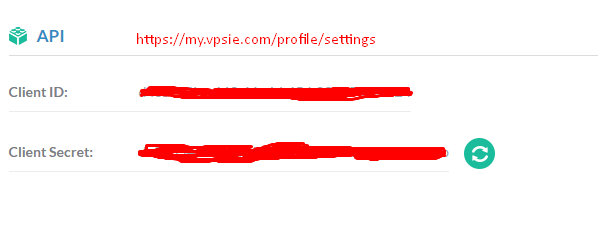 API
https://my.vpsie.com/profile/settings
Client ID:
Client Secret: